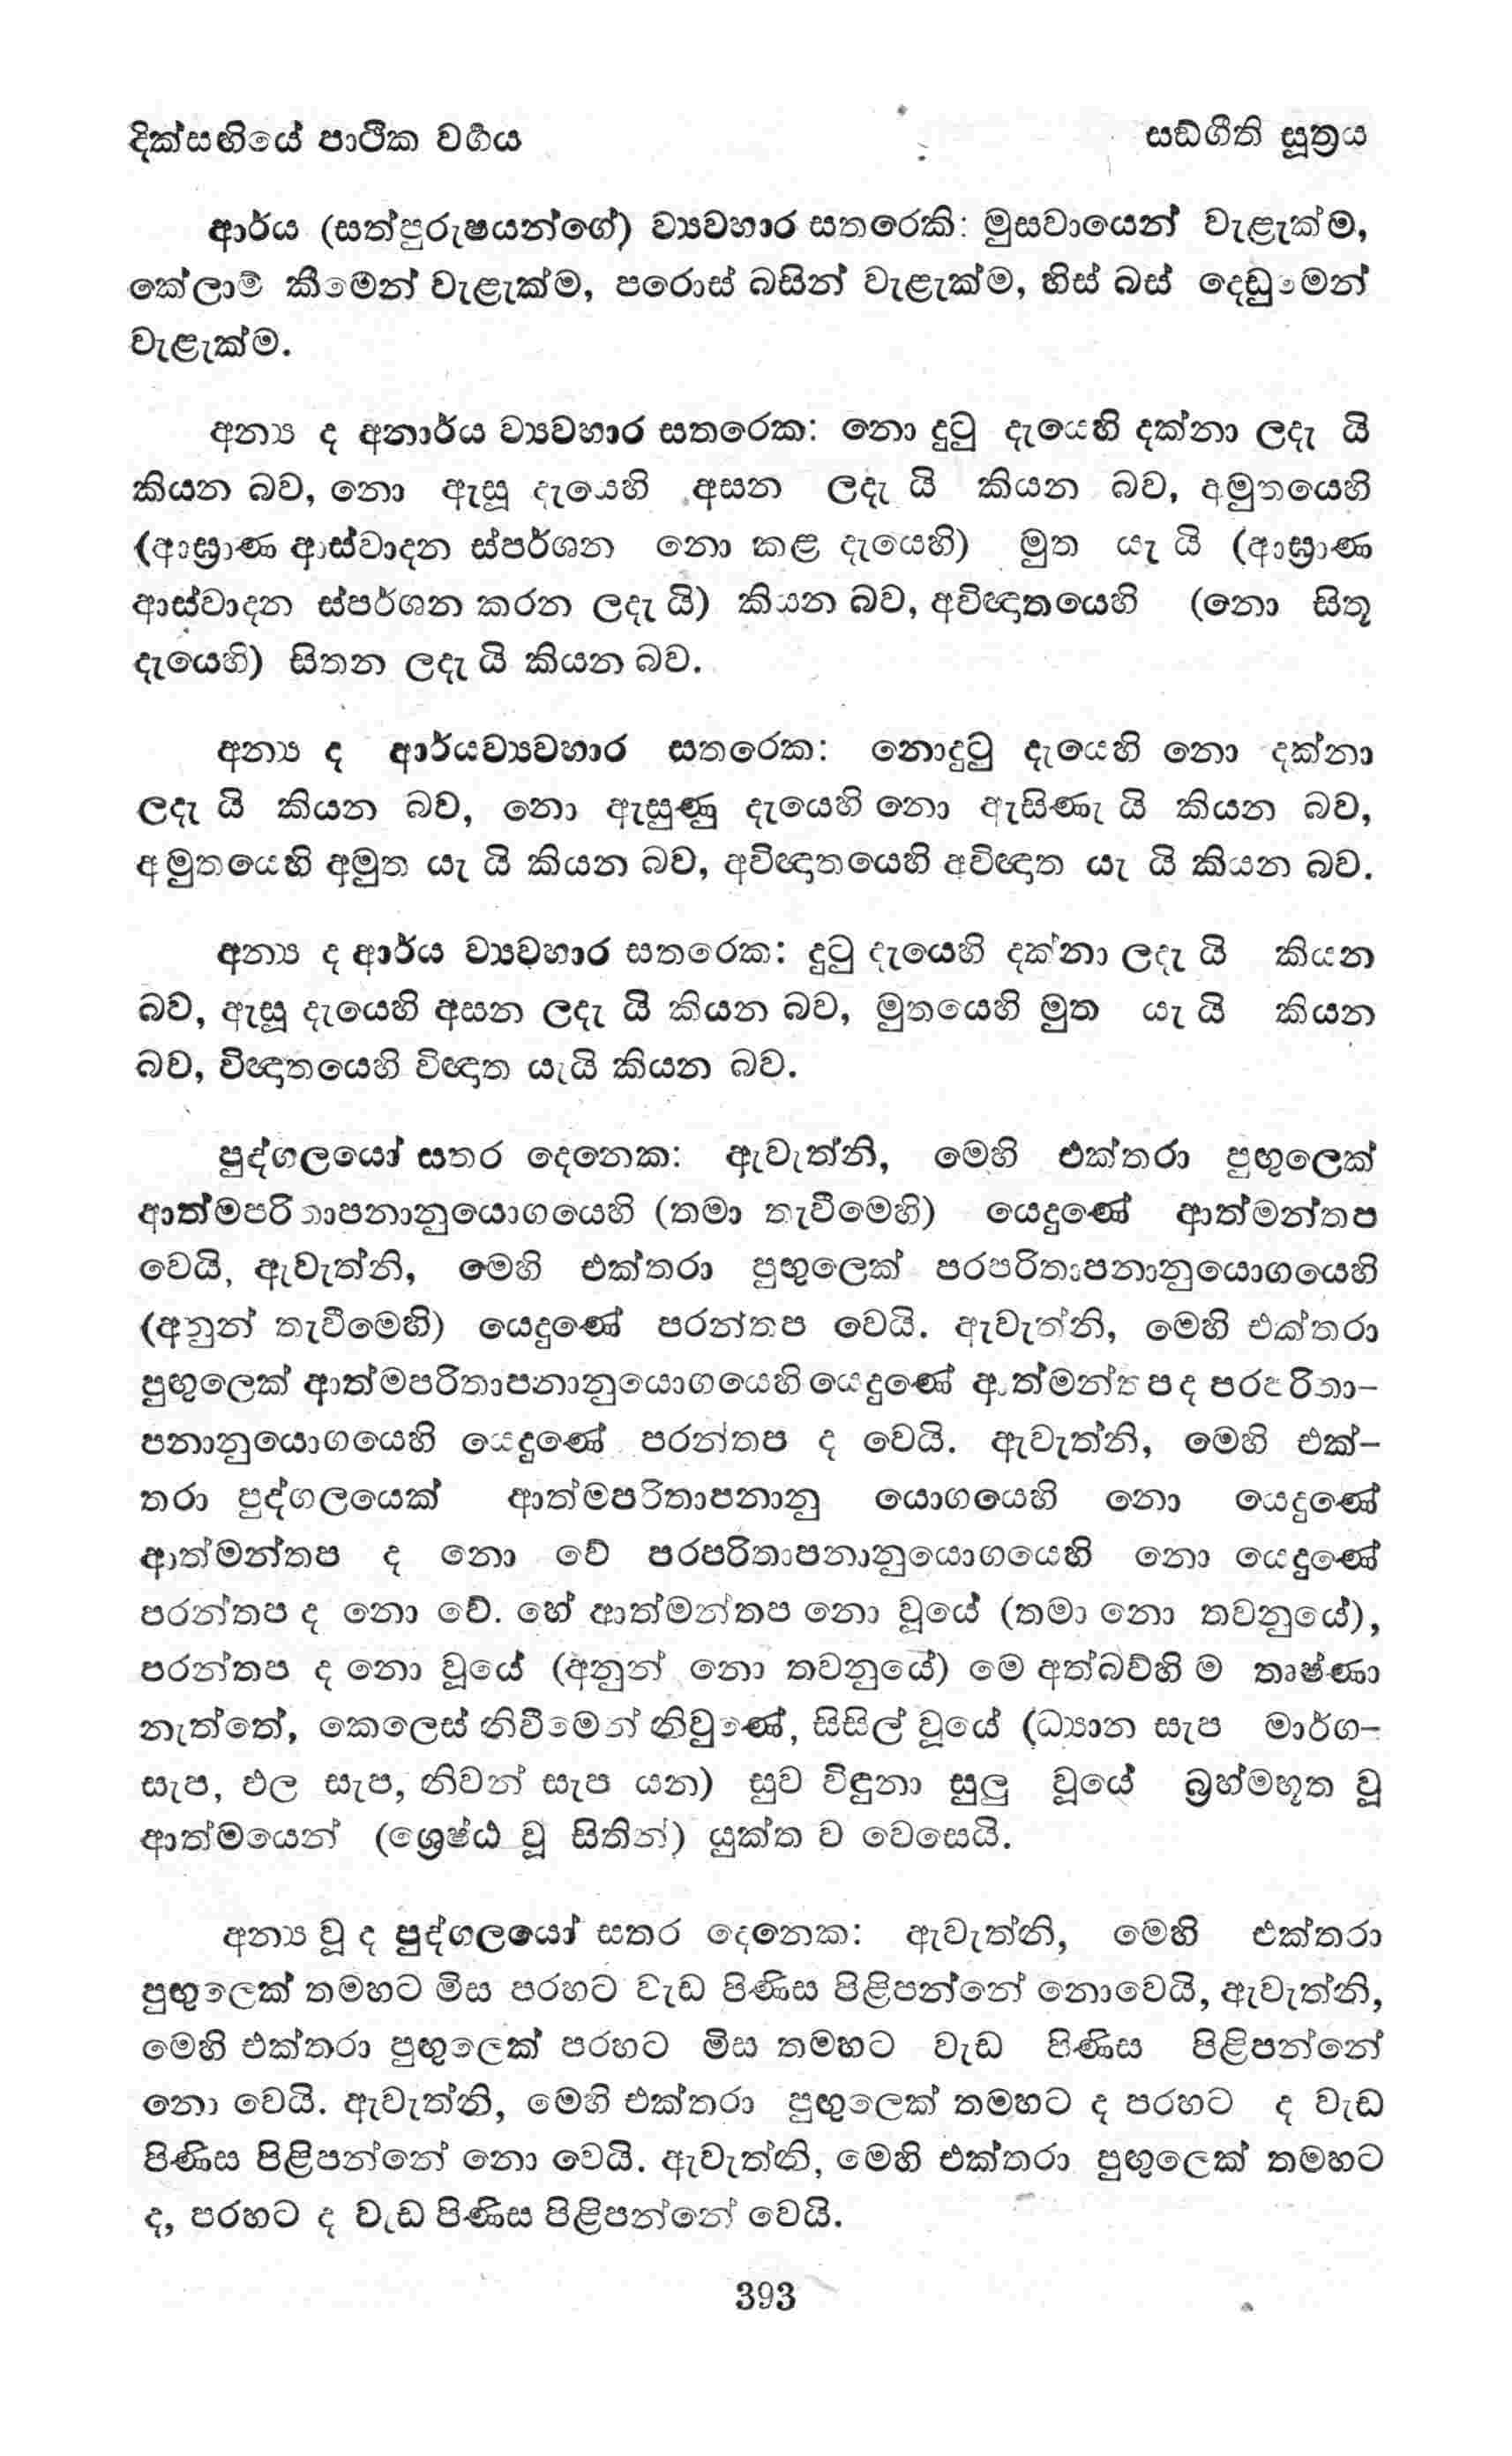 දික්සඟියේ පාථික වර්‍ගය
සඞ්ගීති සූත්‍රය
ආර්ය (සත්පුරුෂයන්ගේ) ව්‍යවහාර සතරෙකි: මුසවායෙන් වැළැක්ම,
කේලාම් කීමෙන් වැළැක්ම, පරොස් බසින් වැළැක්ම, හිස් බස් දෙඩුමෙන්
වැළැක්ම.
අන්‍ය ද අනාර්ය ව්‍යවහාර සතරෙක: නො දුටු දැයෙහි දක්නා ලදැ යි
කියන බව, නො ඇසූ දැයෙහි අසන ලදැ යි කියන බව, අමුතයෙහි
(ආඝ්‍රාණ ආස්වාදන ස්පර්ශන නො කළ දැයෙහි) මුත යැ යි (ආඝ්‍රාණ
ආස්වාදන ස්පර්ශන කරන ලදැ යි) කියන බව, අවිඥාතයෙහි (නො සිතූ
දැයෙහි) සිතන ලදැ යි කියන බව.
අන්‍ය ද ආර්යව්‍යවහාර සතරෙක: නොදුටු දැයෙහි නො දක්නා
ලදැ යි කියන බව, නො ඇසුණු දැයෙහි නො ඇසිණැ යි කියන බව,
අමුතයෙහි අමුත යැ යි කියන බව, අවිඥාතයෙහි අවිඥාත යැ යි කියන බව.
අන්‍ය ද ආර්ය ව්‍යවහාර සතරෙක: දුටු දැයෙහි දක්නා ලදැ යි කියන
බව, ඇසූ දැයෙහි අසන ලදැ යි කියන බව, මුතයෙහි මුත යැ යි කියන
බව, විඥාතයෙහි විඥාත යැයි කියන බව.
පුද්ගලයෝ සතර දෙනෙක: ඇවැත්නි, මෙහි එක්තරා පුඟුලෙක්
ආත්මපරිතාපනානුයොගයෙහි (තමා තැවීමෙහි) යෙදුණේ ආත්මන්තප
වෙයි, ඇවැත්නි, මෙහි එක්තරා පුඟුලෙක් පරපරිතාපනානුයොගයෙහි
(අනුන් තැවීමෙහි) යෙදුණේ පරන්තප වෙයි. ඇවැත්නි, මෙහි එක්තරා
පුඟුලෙක් ආත්මපරිතාපනානුයොගයෙහි යෙදුණේ ආත්මන්තප ද පරපරිතා-
පනානුයොගයෙහි යෙදුණේ පරන්තප ද වෙයි. ඇවැත්නි, මෙහි එක්-
තරා පුද්ගලයෙක් ආත්මපරිතාපනානු යොගයෙහි නො යෙදුණේ
ආත්මන්තප ද නො වේ පරපරිතාපනානුයොගයෙහි නො යෙදුණේ
පරන්තප ද නො වේ. හේ ආත්මන්තප නො වූයේ (තමා නො තවනුයේ),
පරන්තප ද නො වූයේ (අනුන් නො තවනුයේ) මෙ අත්බව්හි ම තෘෂ්ණා
නැත්තේ, කෙලෙස් නිවීමෙන් නිවුණේ, සිසිල් වූයේ (ධ්‍යාන සැප මාර්ග-
සැප, ඵල සැප, නිවන් සැප යන) සුව විඳුනා සුලු වූයේ බ්‍රහ්මභූත වූ
ආත්මයෙන් (ශ්‍රෙෂ්ඨ වූ සිතින්) යුක්ත ව වෙසෙයි.
අන්‍ය වූ ද පුද්ගලයෝ සතර දෙනෙක: ඇවැත්නි, මෙහි එක්තරා
පුඟුලෙක් තමහට මිස පරහට වැඩ පිණිස පිළිපන්නේ නොවෙයි, ඇවැත්නි,
මෙහි එක්තරා පුඟුලෙක් පරහට මිස තමහට වැඩ පිණිස පිළිපන්නේ
නො වෙයි. ඇවැත්නි, මෙහි එක්තරා පුඟුලෙක් තමහට ද පරහට ද වැඩ
පිණිස පිළිපන්නේ නො වෙයි. ඇවැත්නි, මෙහි එක්තරා පුඟුලෙක් තමහට
ද, පරහට ද වැඩ පිණිස පිළිපන්නේ වෙයි.
393